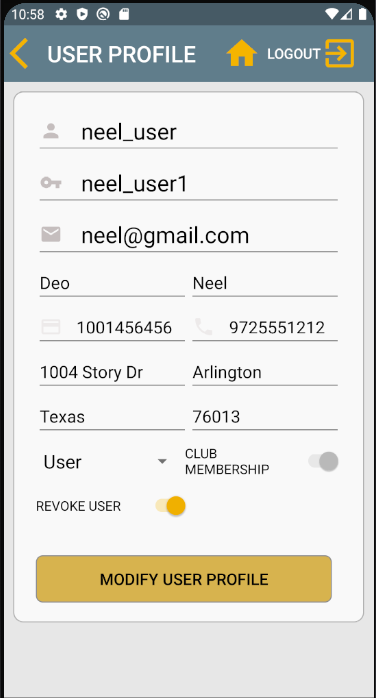 10:58
USER PROFILE LOGOUT
neel_user
neel_user1
neel@gmail.com
Deo Neel
1001456456 9725551212
1004 Story Dr Arlington
Texas 76013
User CLUB
MEMBERSHIP
REVOKE USER
MODIFY USER PROFILE